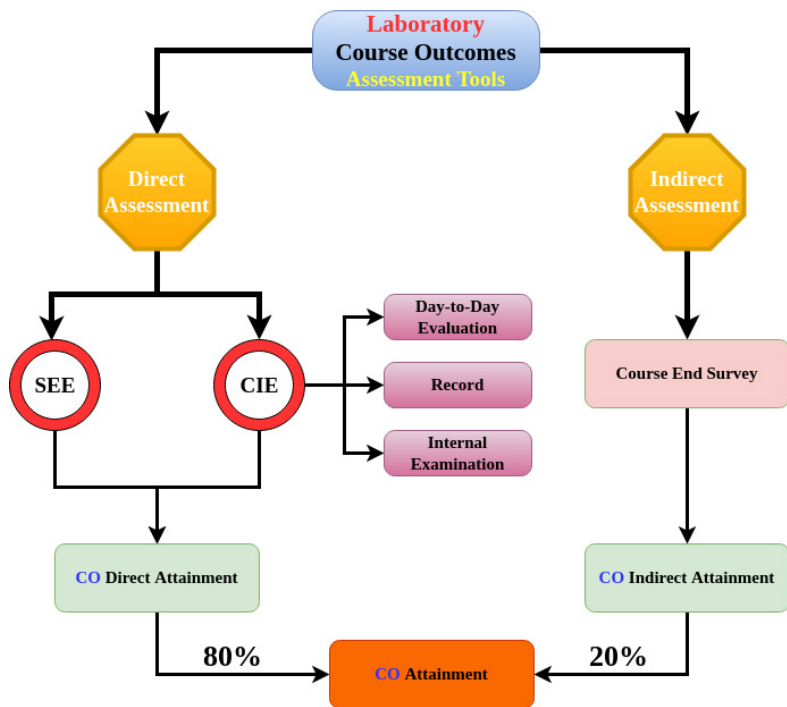 Laboratory
Course Outcomes
Assessment Tools
Direct
Assessment
Indirect
Assessment
SEE
CIE
Day-to-Day
Evaluation
Record
Internal
Examination
Course End Survey
CO Direct Attainment
CO Indirect Attainment
80%
CO Attainment
20%